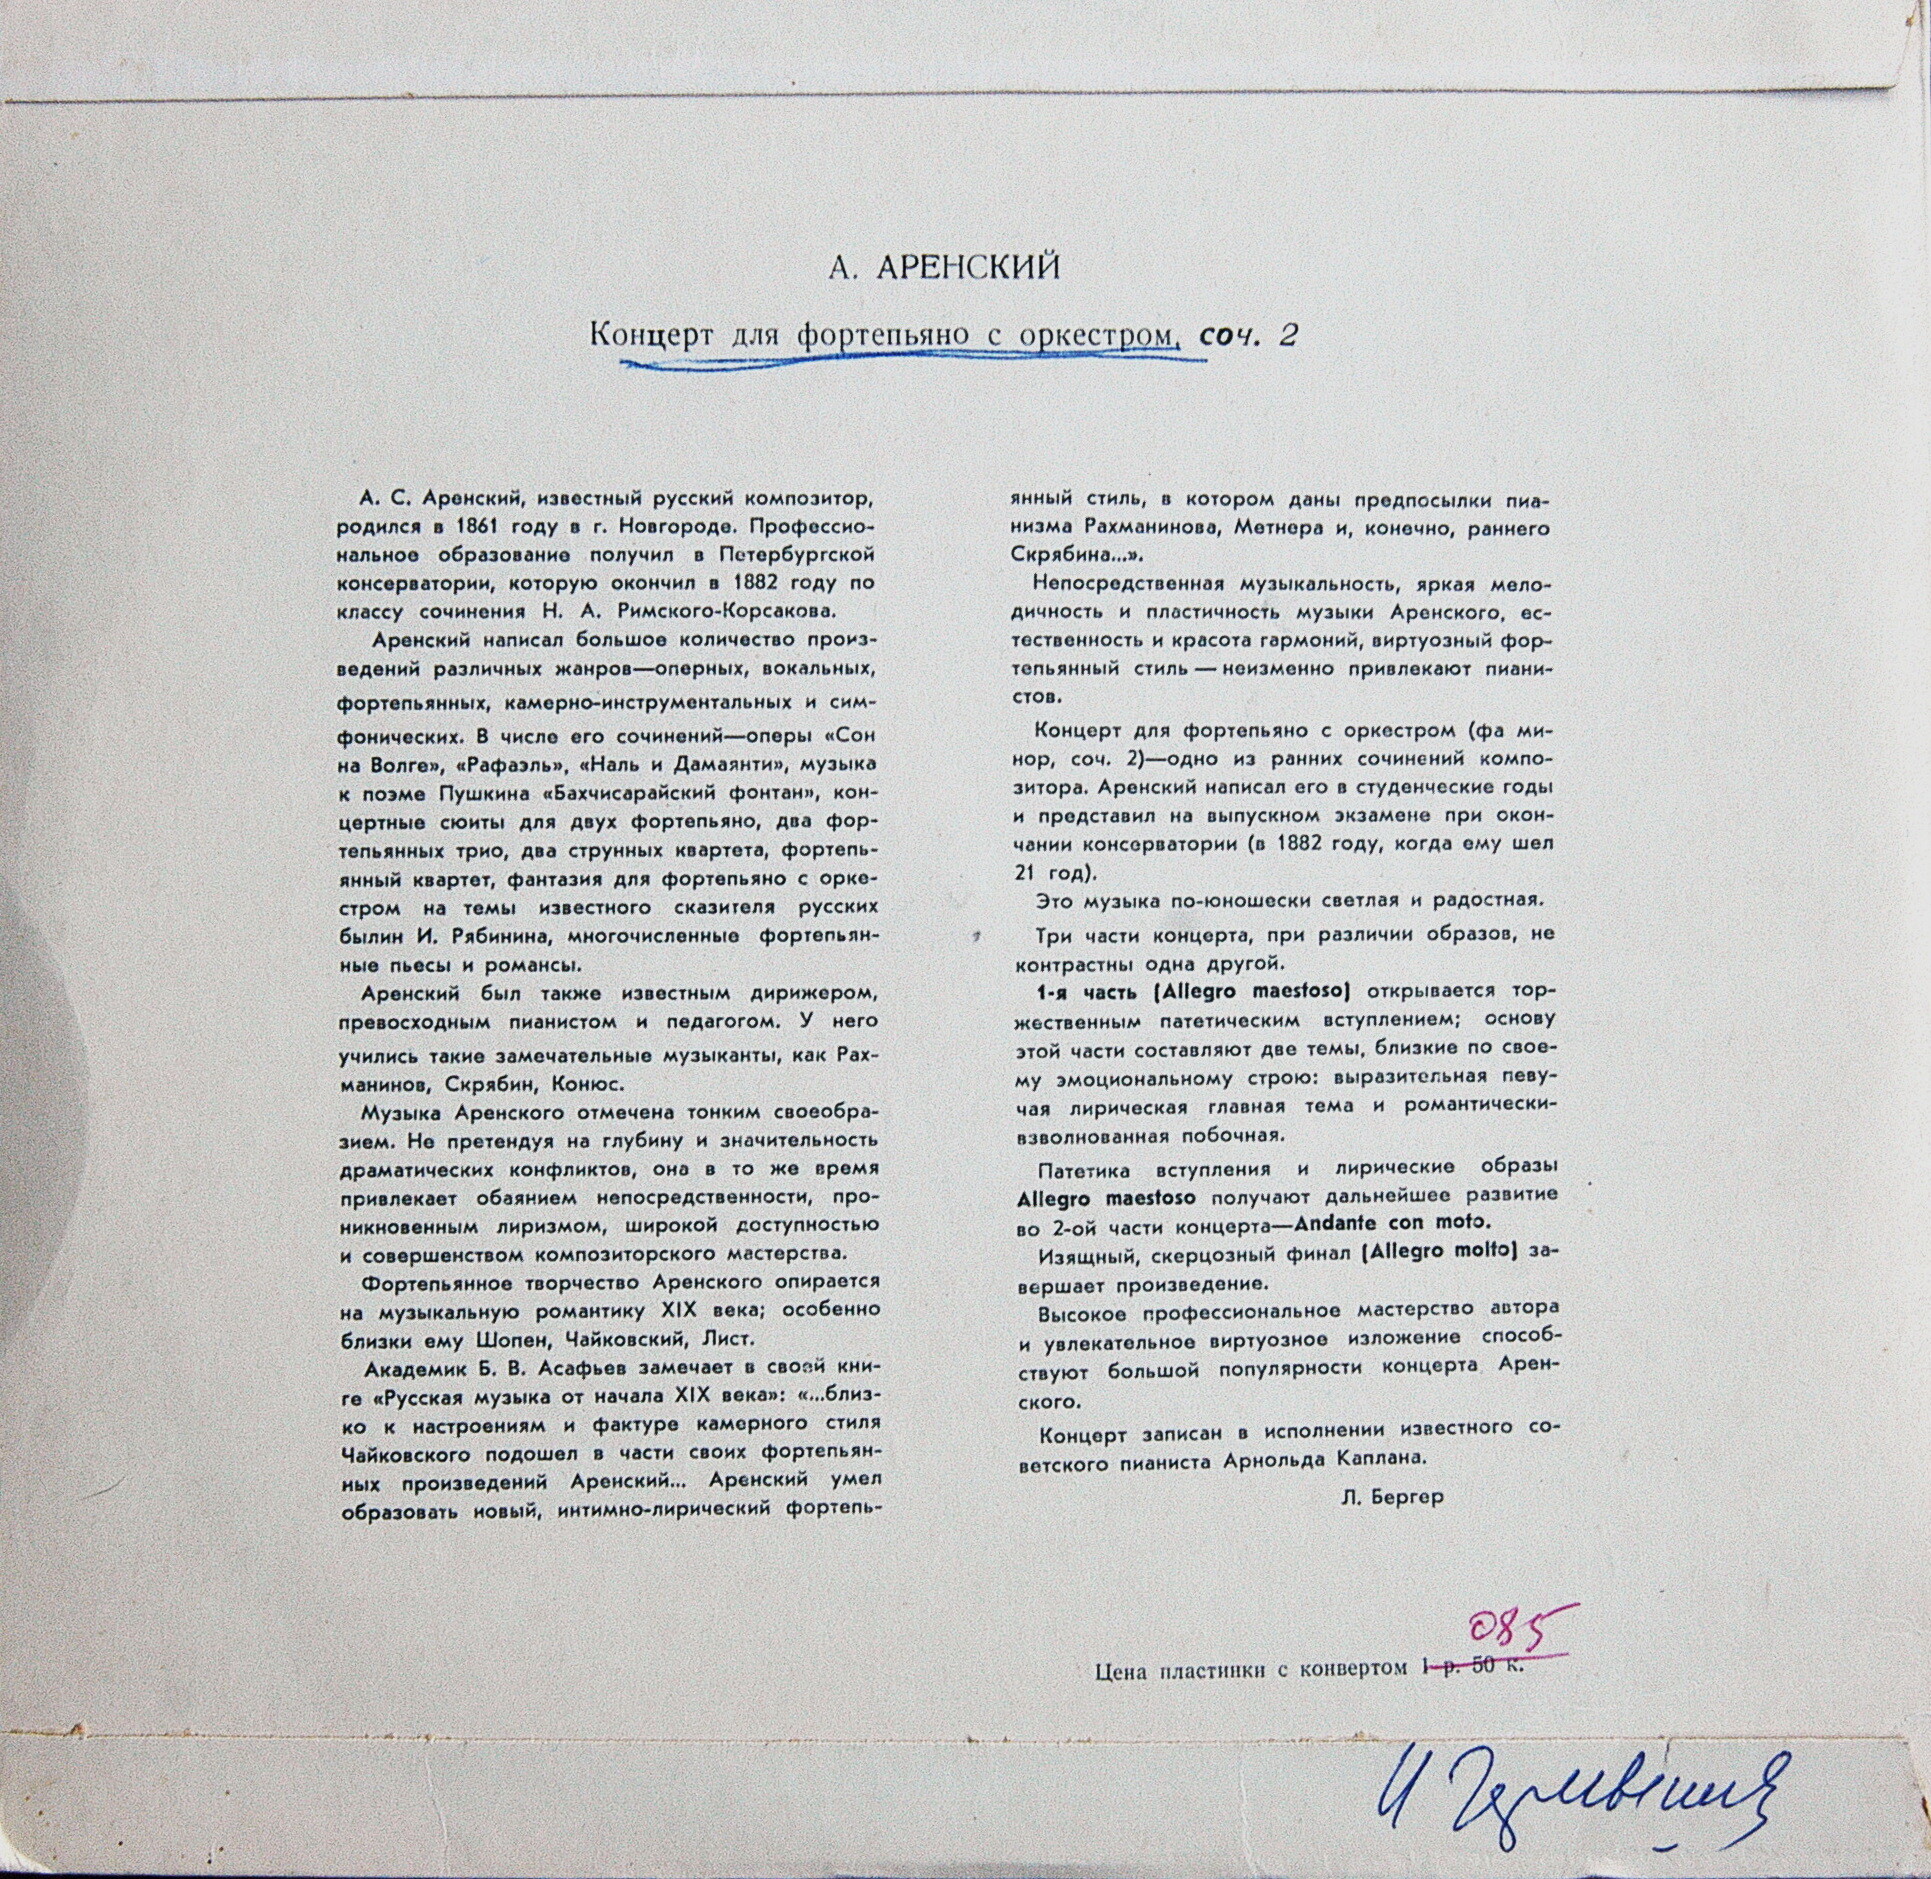 А. АРЕНСКИЙ
Концерт для фортепьяно с оркестром, соч. 2
А. С. Аренский, известный русский композитор,
родился в 1861 году в г. Новгороде. Профессио-
нальное образование получил в Петербургской
консерватории, которую окончил в 1882 году по
классу сочинения Н. А. Римского-Корсакова.
Аренский написал большое количество произ-
ведений различных жанров—оперных, вокальных,
фортепьянных, камерно-инструментальных и сим-
фонических. В числе его сочинений—оперы «Сон
на Волге», «Рафаэль», «Наль и Дамаянти», музыка
к поэме Пушкина «Бахчисарайский фонтан», кон-
цертные сюиты для двух фортепьяно, два фор-
тепьянных трио, два струнных квартета, фортепь-
янный квартет, фантазия для фортепьяно с орке-
стром на темы известного сказителя русских
былин И. Рябинина, многочисленные фортепьян-
ные пьесы и романсы.
Аренский был также известным дирижером,
превосходным пианистом и педагогом. У него
учились такие замечательные музыканты, как Рах-
манинов, Скрябин, Конюс.
Музыка Аренского отмечена тонким своеобра-
зием. Не претендуя на глубину и значительность
драматических конфликтов, она в то же время
привлекает обаянием непосредственности, про-
никновенным лиризмом, широкой доступностью
и совершенством композиторского мастерства.
Фортепьянное творчество Аренского опирается
на музыкальную романтику XIX века; особенно
близки ему Шопен, Чайковский, Лист.
Академик Б. В. Асафьев замечает в своей кни-
ге «Русская музыка от начала XIX века»: «...близ-
ко к настроениям и фактуре камерного стиля
Чайковского подошел в части своих фортепьян-
ных произведений Аренский... Аренский умел
образовать новый, интимно-лирический фортепь-
янный стиль, в котором даны предпосылки пиа-
низма Рахманинова, Метнера и, конечно, раннего
Скрябина...».
Непосредственная музыкальность, яркая мело-
дичность и пластичность музыки Аренского, ес-
тественность и красота гармоний, виртуозный фор-
тепьянный стиль — неизменно привлекают пиани-
стов.
Концерт для фортепьяно с оркестром (фа ми-
нор, соч. 2)—одно из ранних сочинений компо-
зитора. Аренский написал его в студенческие годы
и представил на выпускном экзамене при окон-
чании консерватории (в 1882 году, когда ему шел
21 год).
Это музыка по-юношески светлая и радостная.
Три части концерта, при различии образов, не
контрастны одна другой.
1-я часть (Allegro maestoso) открывается тор-
жественным патетическим вступлением; основу
этой части составляют две темы, близкие по свое-
му эмоциональному строю: выразительная певу-
чая лирическая главная тема и романтически-
взволнованная побочная.
Патетика вступления и лирические образы
Allegro maestoso получают дальнейшее развитие
во 2-ой части концерта—Andante con moto.
Изящный, скерцозный финал (Allegro molto) за-
вершает произведение.
Высокое профессиональное мастерство автора
и увлекательное виртуозное изложение способ-
ствуют большой популярности концерта Арен-
ского.
Концерт записан в исполнении известного со-
ветского пианиста Арнольда Каплана.
Л. Бергер
085
Цена пластинки с конвертом 1 р. 50 к.